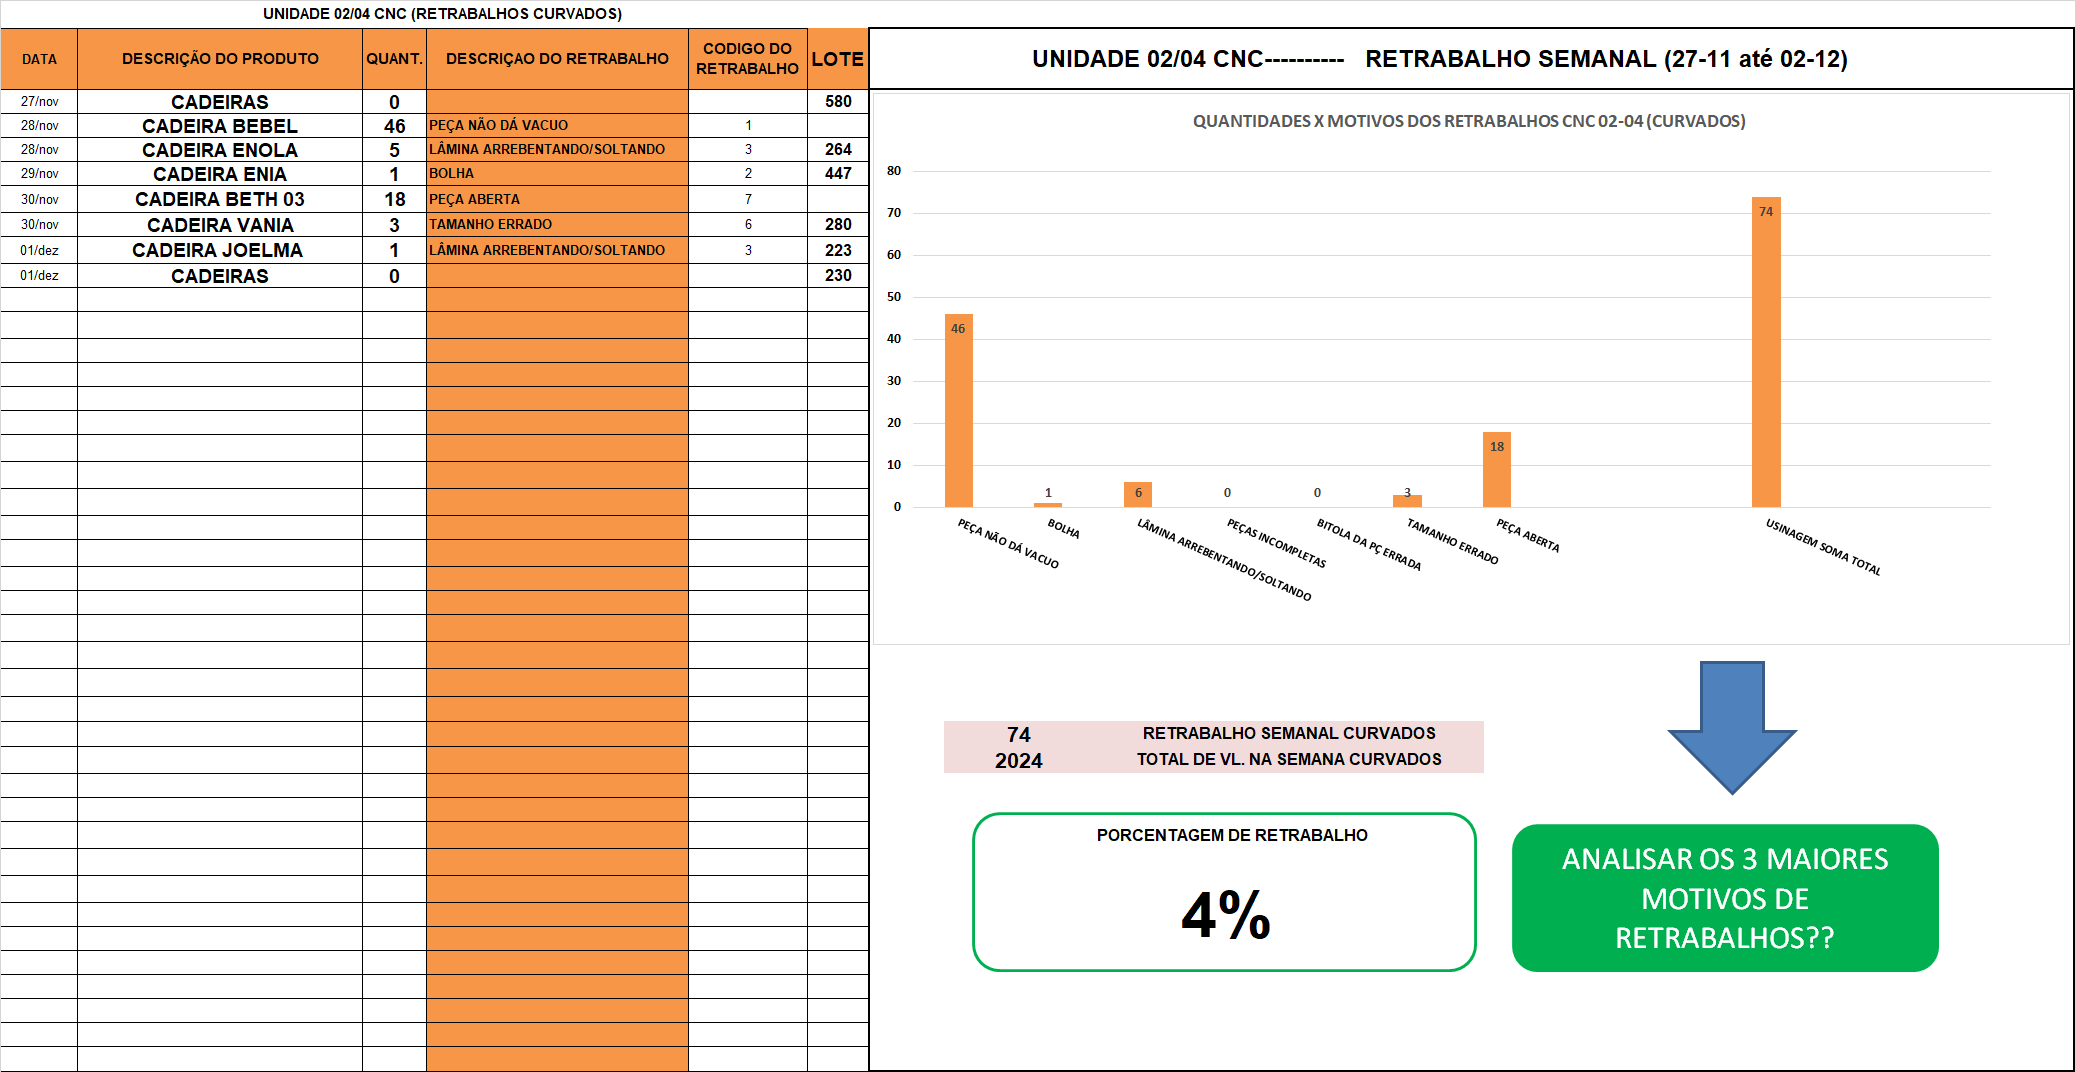 UNIDADE 02/04 CNC (RETRABALHOS CURVADOS)
DATA DESCRIÇÃO DO PRODUTO QUANT. DESCRIÇAO DO RETRABALHO CODIGO DO RETRABALHO LOTE
27/nov CADEIRAS 0 580
28/nov CADEIRA BEBEL 46 PEÇA NÃO DÁ VACUO 1
28/nov CADEIRA ENOLA 5 LÂMINA ARREBENTANDO/SOLTANDO 3 264
29/nov CADEIRA ENIA 1 BOLHA 2 447
30/nov CADEIRA BETH 03 18 PEÇA ABERTA 7
30/nov CADEIRA VANIA 3 TAMANHO ERRADO 6 280
01/dez CADEIRA JOELMA 1 LÂMINA ARREBENTANDO/SOLTANDO 3 223
01/dez CADEIRAS 0 230
UNIDADE 02/04 CNC---------- RETRABALHO SEMANAL (27-11 até 02-12)
QUANTIDADES X MOTIVOS DOS RETRABALHOS CNC 02-04 (CURVADOS)
80
70
60
50
40
30
20
10
0
46
1
6
0
0
3
18
74
PEÇA NÃO DÁ VACUO
BOLHA
LÂMINA ARREBENTANDO/SOLTANDO
PEÇAS INCOMPLETAS
BITOLA DA PÇ ERRADA
TAMANHO ERRADO
PEÇA ABERTA
USINAGEM SOMA TOTAL
74 RETRABALHO SEMANAL CURVADOS
2024 TOTAL DE VL. NA SEMANA CURVADOS
PORCENTAGEM DE RETRABALHO
4%
ANALISAR OS 3 MAIORES
MOTIVOS DE
RETRABALHOS??